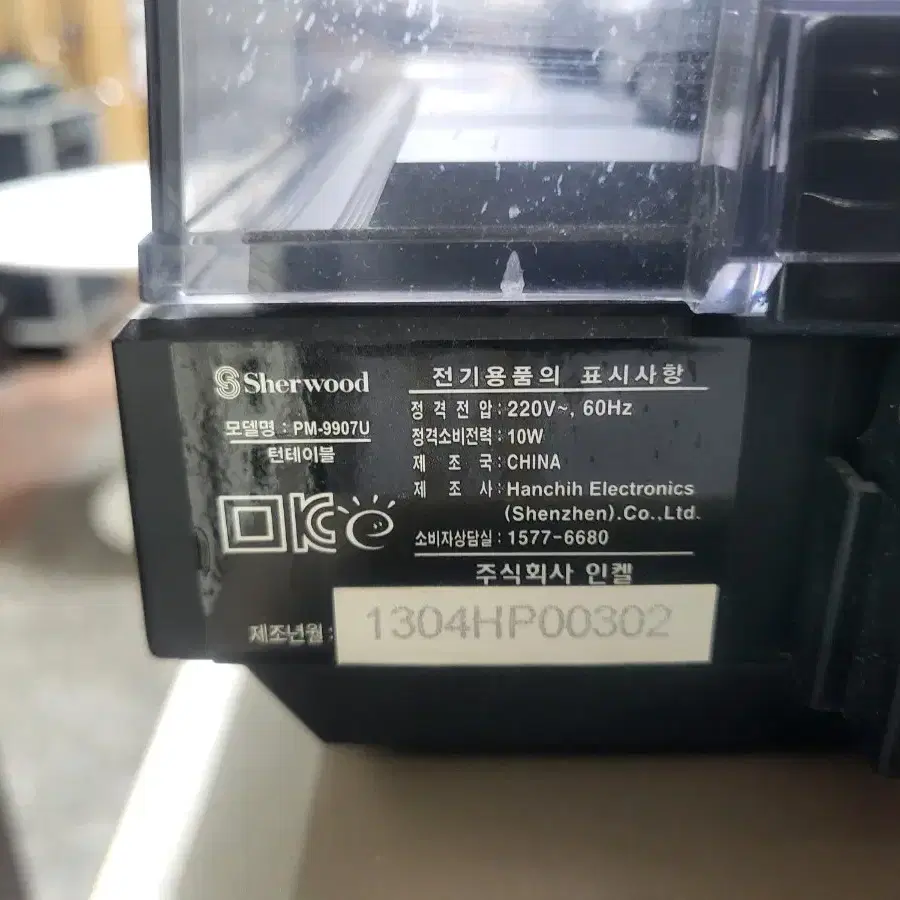 Sherwood
모델명 : PM-9907U
턴테이블
전기용품의 표시사항
정 격 전 압 : 220V~, 60Hz
정격소비전력 : 10W
제 조 국 : CHINA
제 조 사 : Hanchih Electronics
(Shenzhen).Co.,Ltd.
소비자상담실 : 1577-6680
주식회사 인켈
제조년월 : 1304HP00302